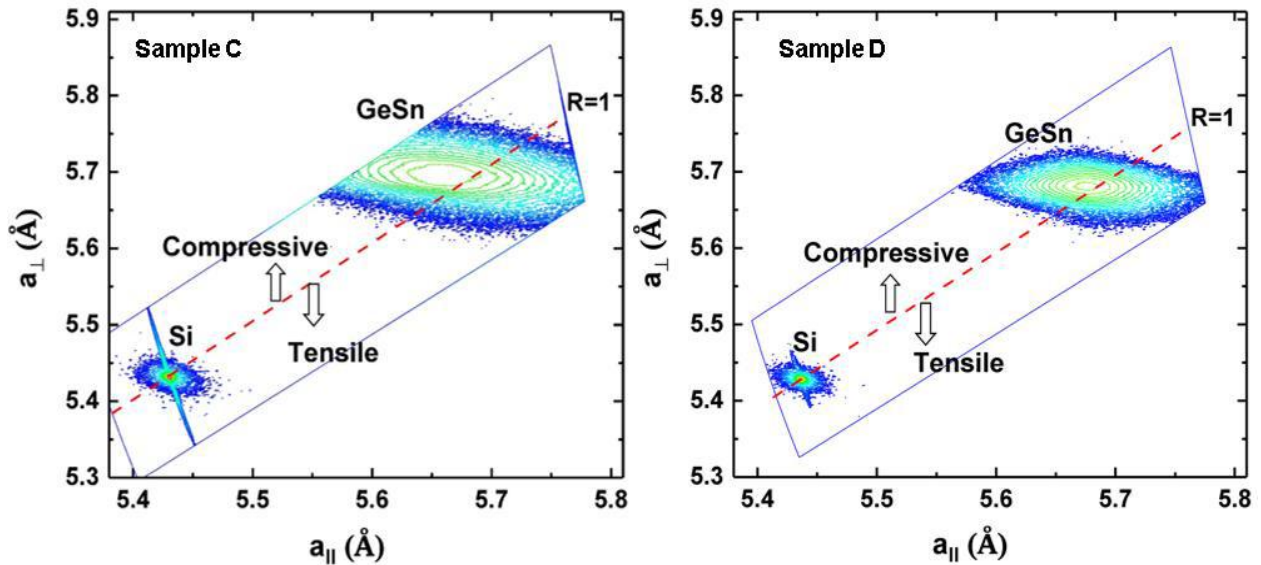 Sample C
GeSn
R=1
Compressive
Si
Tensile
5.9
5.8
5.7
5.6
5.5
5.4
5.3
a⊥ (Å)
5.4 5.5 5.6 5.7 5.8
a|| (Å)
Sample D
GeSn
R=1
Compressive
Si
Tensile
5.9
5.8
5.7
5.6
5.5
5.4
5.3
a⊥ (Å)
5.4 5.5 5.6 5.7 5.8
a|| (Å)